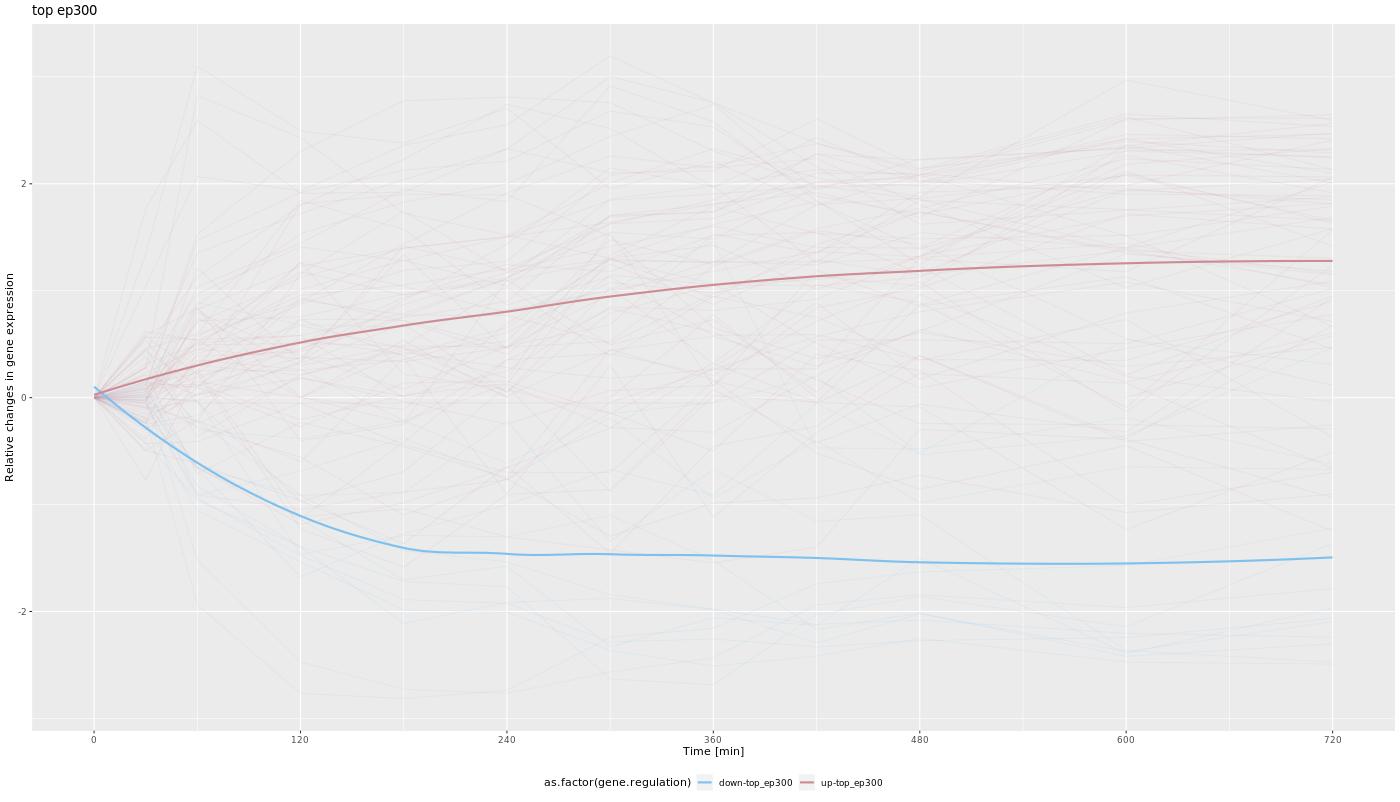 top ep300
Relative changes in gene expression
2
0
-2
0 120 240 360 480 600 720
Time [min]
as.factor(gene.regulation) down-top_ep300 up-top_ep300